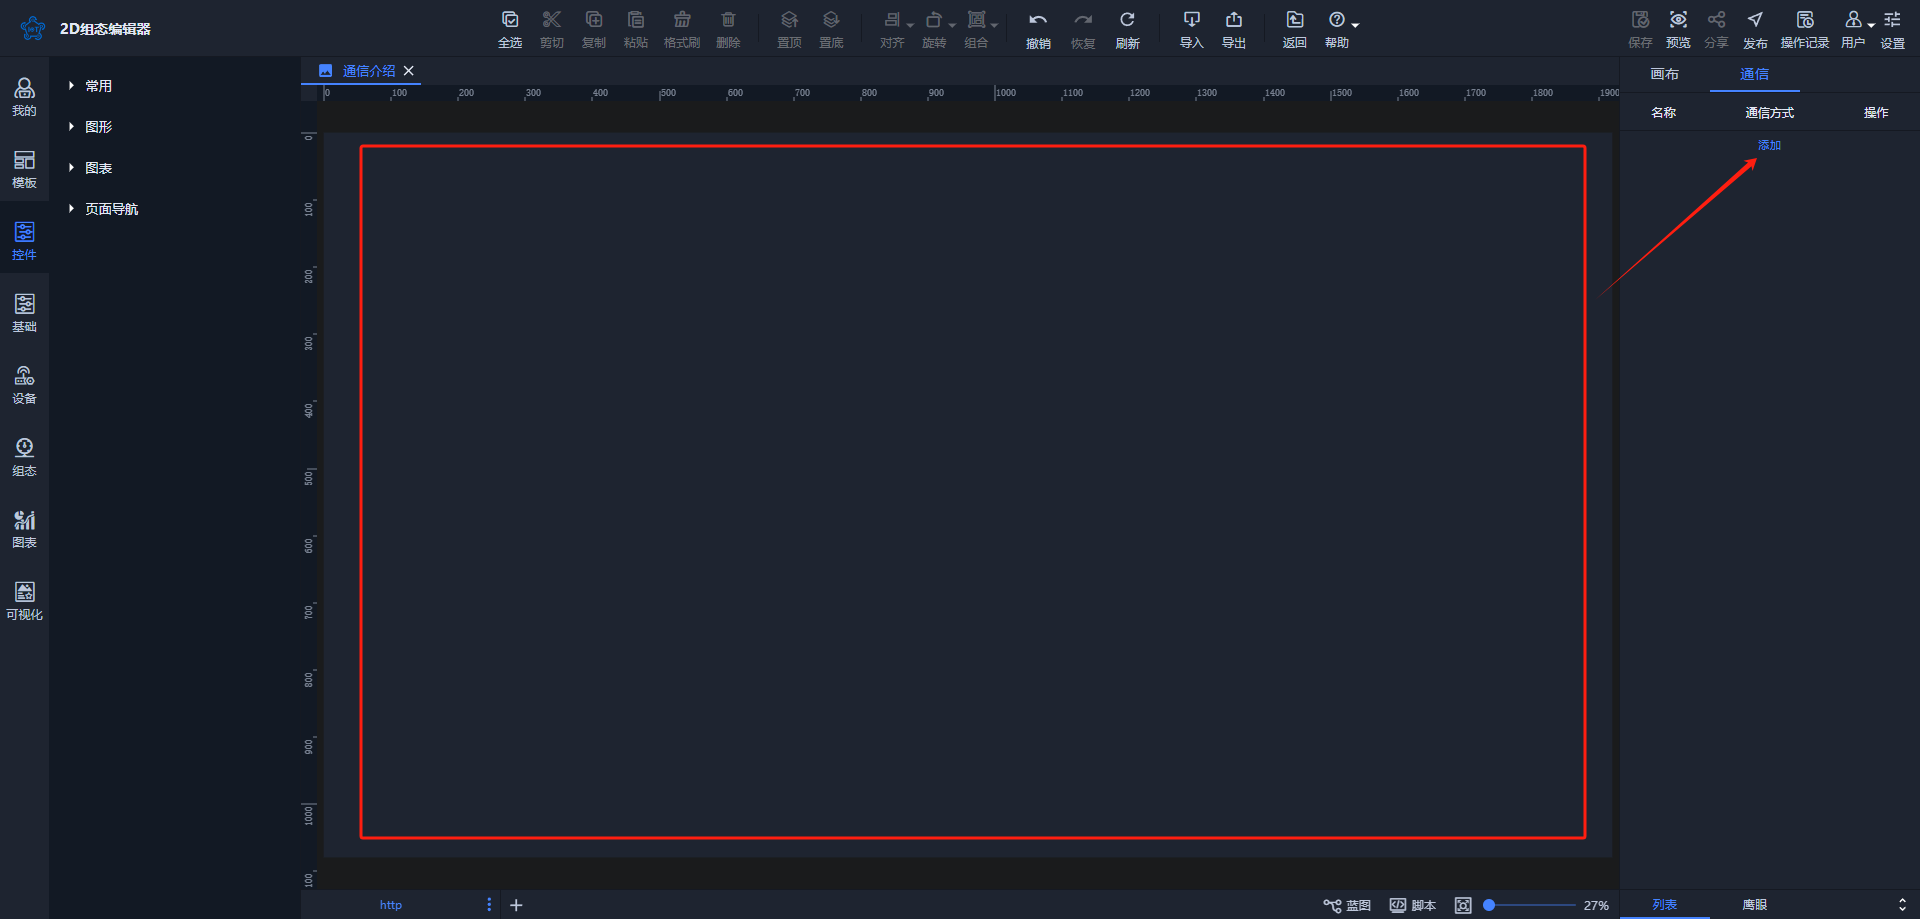 2D组态编辑器
全选 剪切 复制 粘贴 格式刷 删除 置顶 置底 对齐 旋转 组合 撤销 恢复 刷新 导入 导出 返回 帮助 保存 预览 分享 发布 操作记录 用户 设置
我的
模板
控件
基础
设备
组态
图表
可视化
常用
图形
图表
页面导航
通信介绍
0 100 200 300 400 500 600 700 800 900 1000 1100 1200 1300 1400 1500 1600 1700 1800 1900
0
100
200
300
400
500
600
700
800
900
1000
100
画布 通信
名称 通信方式 操作
添加
http
蓝图 脚本 27%
列表 鹰眼